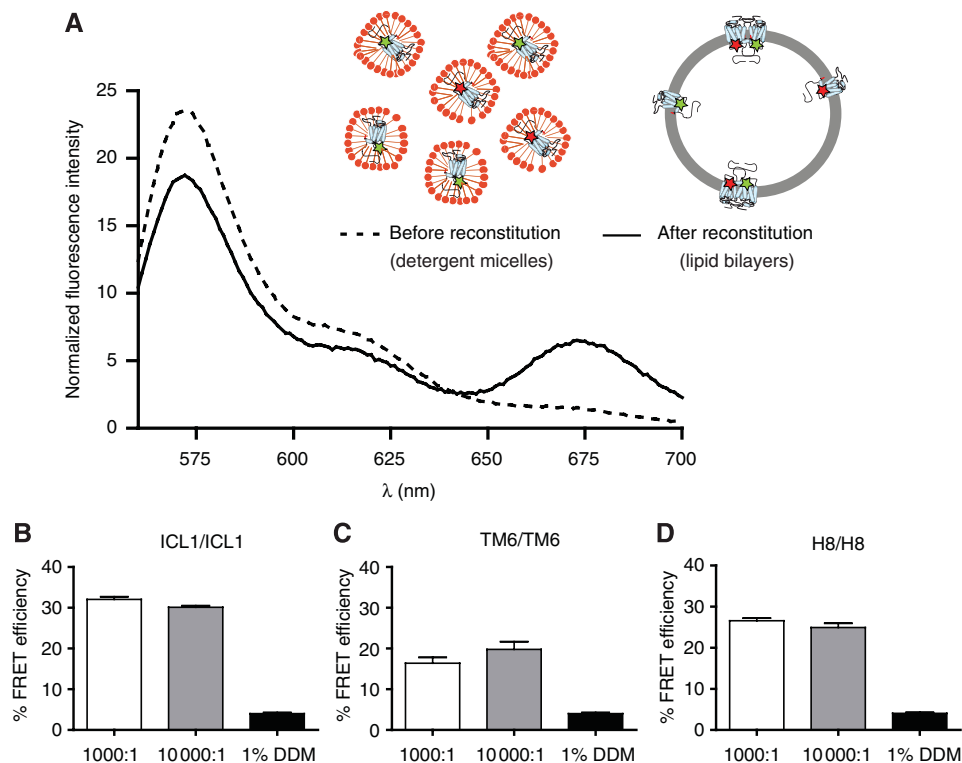 A
25
20
15
10
5
0
Normalized fluorescence intensity
Before reconstitution
(detergent micelles)
After reconstitution
(lipid bilayers)
575
600
625
650
675
700
λ (nm)
B
ICL1/ICL1
% FRET efficiency
40
30
20
10
0
1000:1
10 000:1
1% DDM
C
TM6/TM6
% FRET efficiency
40
30
20
10
0
1000:1
10 000:1
1% DDM
D
H8/H8
% FRET efficiency
40
30
20
10
0
1000:1
10 000:1
1% DDM